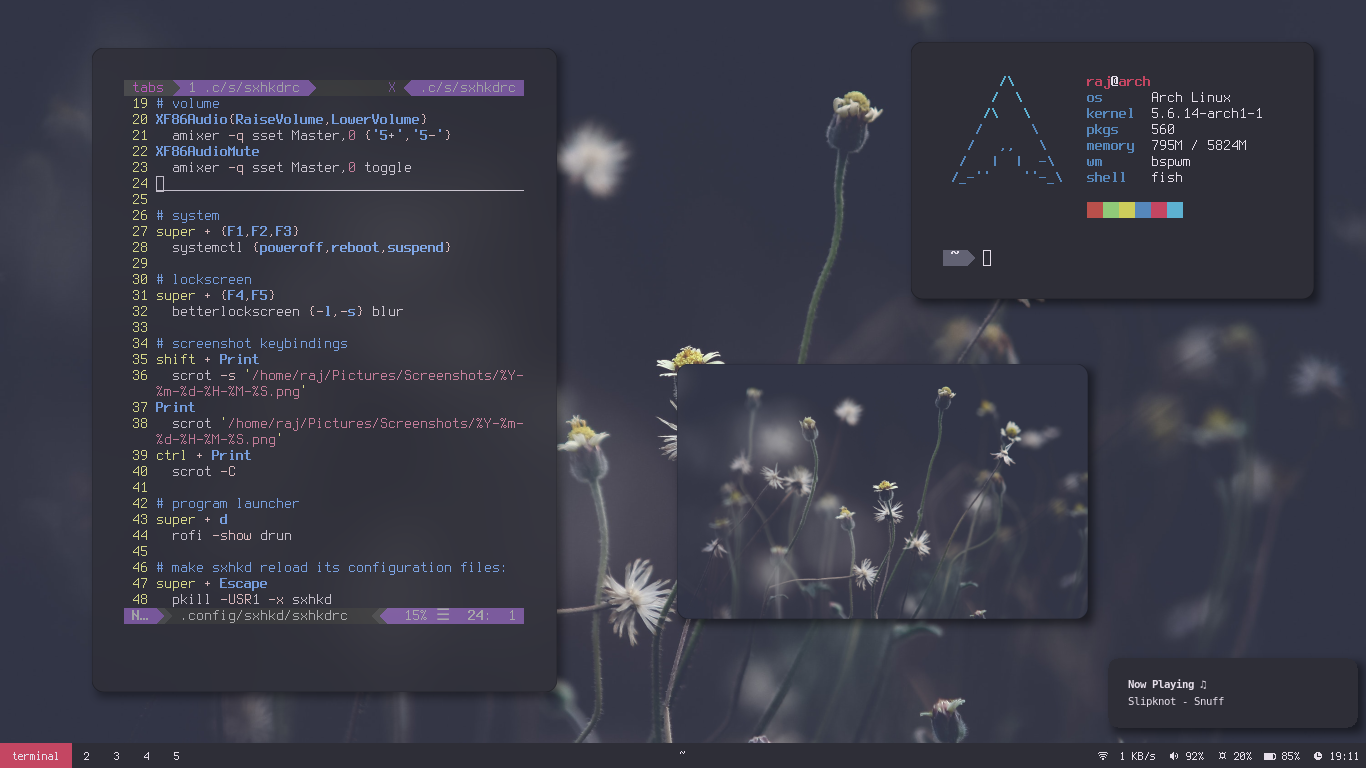 tabs 1 .c/s/sxhkdrc X .c/s/sxhkdrc
19 # volume
20 XF86Audio{RaiseVolume,LowerVolume}
21 amixer -q sset Master,0 {'5+','5-'}
22 XF86AudioMute
23 amixer -q sset Master,0 toggle
24
25
26 # system
27 super + {F1,F2,F3}
28 systemctl {poweroff,reboot,suspend}
29
30 # lockscreen
31 super + {F4,F5}
32 betterlockscreen {-l,-s} blur
33
34 # screenshot keybindings
35 shift + Print
36 scrot -s '/home/raj/Pictures/Screenshots/%Y-
%m-%d-%H-%M-%S.png'
37 Print
38 scrot '/home/raj/Pictures/Screenshots/%Y-%m-
%d-%H-%M-%S.png'
39 ctrl + Print
40 scrot -C
41
42 # program launcher
43 super + d
44 rofi -show drun
45
46 # make sxhkd reload its configuration files:
47 super + Escape
48 pkill -USR1 -x sxhkd
N… .config/sxhkd/sxhkdrc 15% ☰ 24: 1
raj@arch
os Arch Linux
kernel 5.6.14-arch1-1
pkgs 560
memory 795M / 5824M
wm bspwm
shell fish
~
Now Playing ♫
Slipknot - Snuff
terminal 2 3 4 5 ~ 1 KB/s 92% 20% 85% 19:11